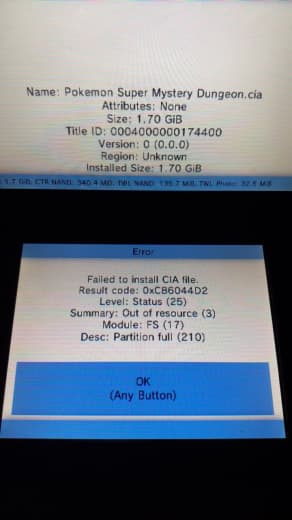 Name: Pokemon Super Mystery Dungeon.cia
Attributes: None
Size: 1.70 GiB
Title ID: 0004000000174400
Version: 0 (0.0.0)
Region: Unknown
Installed Size: 1.70 GiB
1.7 GiB, CTR NAND: 540.4 MiB, TWL NAND: 135.7 MiB, TWL Photo: 32.8 MiB
Error
Failed to install CIA file.
Result code: 0xC86044D2
Level: Status (25)
Summary: Out of resource (3)
Module: FS (17)
Desc: Partition full (210)
OK
(Any Button)